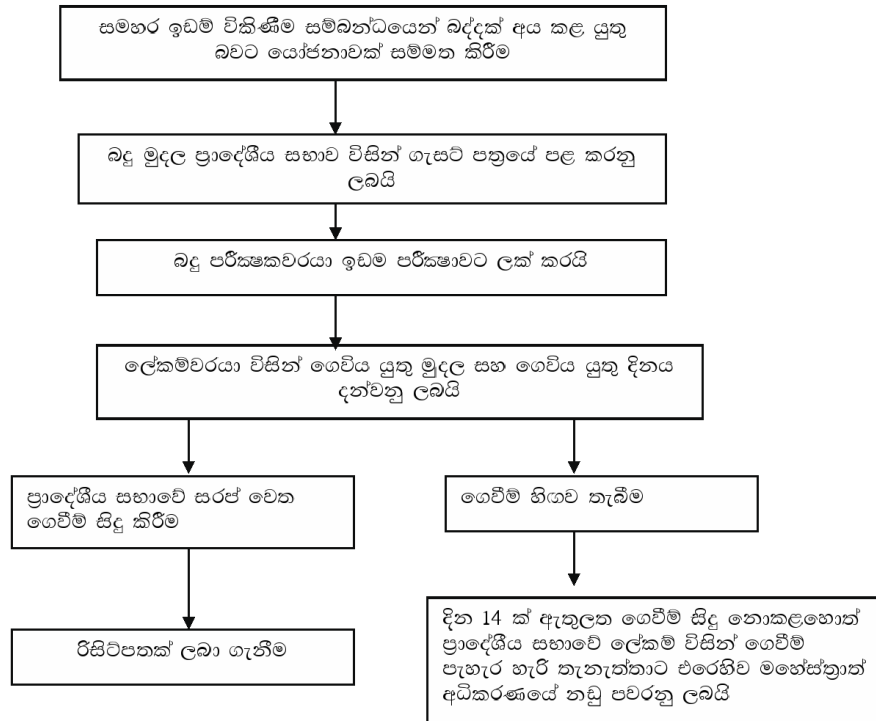 සමහර ඉඩම් විකිණීම සම්බන්ධයෙන් බද්දක් අය කළ යුතු
බවට යෝජනාවක් සම්මත කිරීම
බදු මුදල ප්‍රාදේශීය සභාව විසින් ගැසට් පත්‍රයේ පළ කරනු
ලබයි
බදු පරීක්‍ෂකවරයා ඉඩම පරීක්‍ෂාවට ලක් කරයි
ලේකම්වරයා විසින් ගෙවිය යුතු මුදල සහ ගෙවිය යුතු දිනය
දන්වනු ලබයි
ප්‍රාදේශීය සභාවේ සරප් වෙත
ගෙවීම් සිදු කිරීම
ගෙවීම් හිඟව තැබීම
රිසිට්පතක් ලබා ගැනීම
දින 14 ක් ඇතුලත ගෙවීම් සිදු නොකළහොත්
ප්‍රාදේශීය සභාවේ ලේකම් විසින් ගෙවීම්
පැහැර හැරි තැනැත්තාට එරෙහිව මහේස්ත්‍රාත්
අධිකරණයේ නඩු පවරනු ලබයි